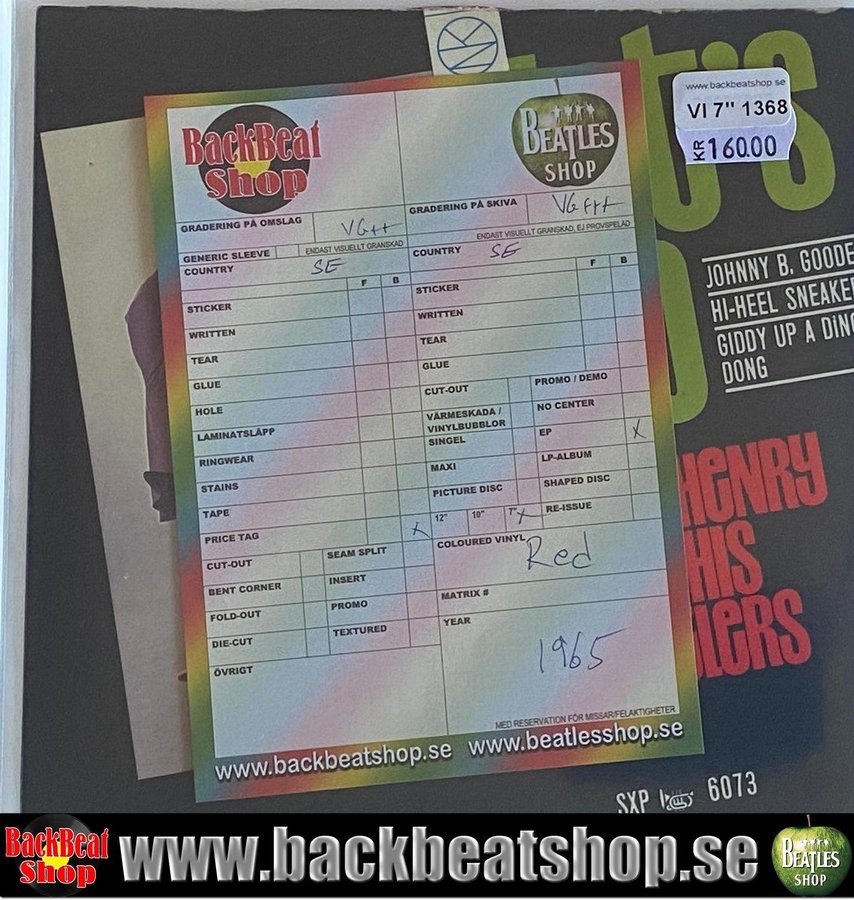 www.backbeatshop.se
VI 7" 1368
KR 160.00
BackBeat
Shop
BEATLES
SHOP
GRADERING PÅ OMSLAG
VG++
GRADERING PÅ SKIVA
VG+++
GENERIC SLEEVE
ENDAST VISUELLT GRANSKAD
ENDAST VISUELLT GRANSKAD, EJ PROVSPELAD
COUNTRY
SE
COUNTRY
SE
F B
STICKER
WRITTEN
TEAR
GLUE
HOLE
LAMINATSLÄPP
RINGWEAR
STAINS
TAPE
PRICE TAG
X
CUT-OUT
SEAM SPLIT
BENT CORNER
INSERT
FOLD-OUT
PROMO
DIE-CUT
TEXTURED
ÖVRIGT
F B
STICKER
WRITTEN
TEAR
GLUE
CUT-OUT
PROMO / DEMO
VÄRMESKADA /
VINYLBUBBLOR
NO CENTER
SINGEL
EP X
MAXI
LP-ALBUM
PICTURE DISC
SHAPED DISC
12" 10" 7" X
RE-ISSUE
COLOURED VINYL
Red
MATRIX #
YEAR
1965
MED RESERVATION FÖR MISSAR/FELAKTIGHETER
www.backbeatshop.se www.beatlesshop.se
JOHNNY B. GOODE
HI-HEEL SNEAKE
GIDDY UP A DING
DONG
HENRY
HIS
SXP 6073
BackBeat
Shop
www.backbeatshop.se
BEATLES
SHOP